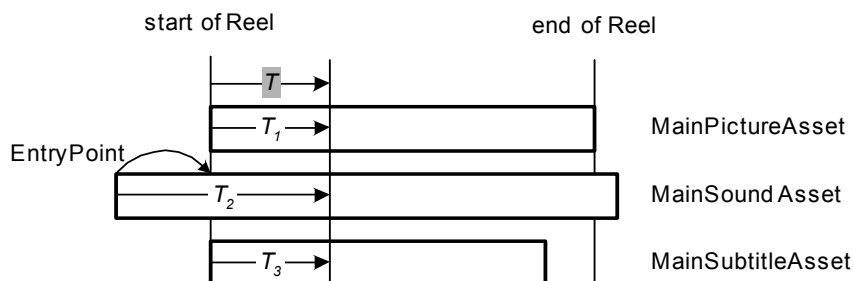 start of Reel
end of Reel
T
T1
MainPictureAsset
EntryPoint
T2
MainSound Asset
T3
MainSubtitleAsset